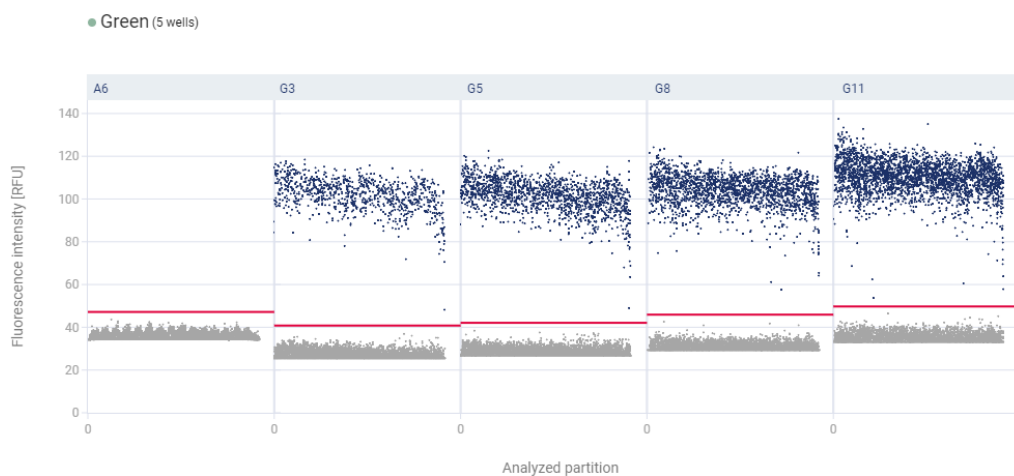 Green (5 wells)
A6 G3 G5 G8 G11
Fluorescence intensity [RFU]
140
120
100
80
60
40
20
0
0 0 0 0 0
Analyzed partition